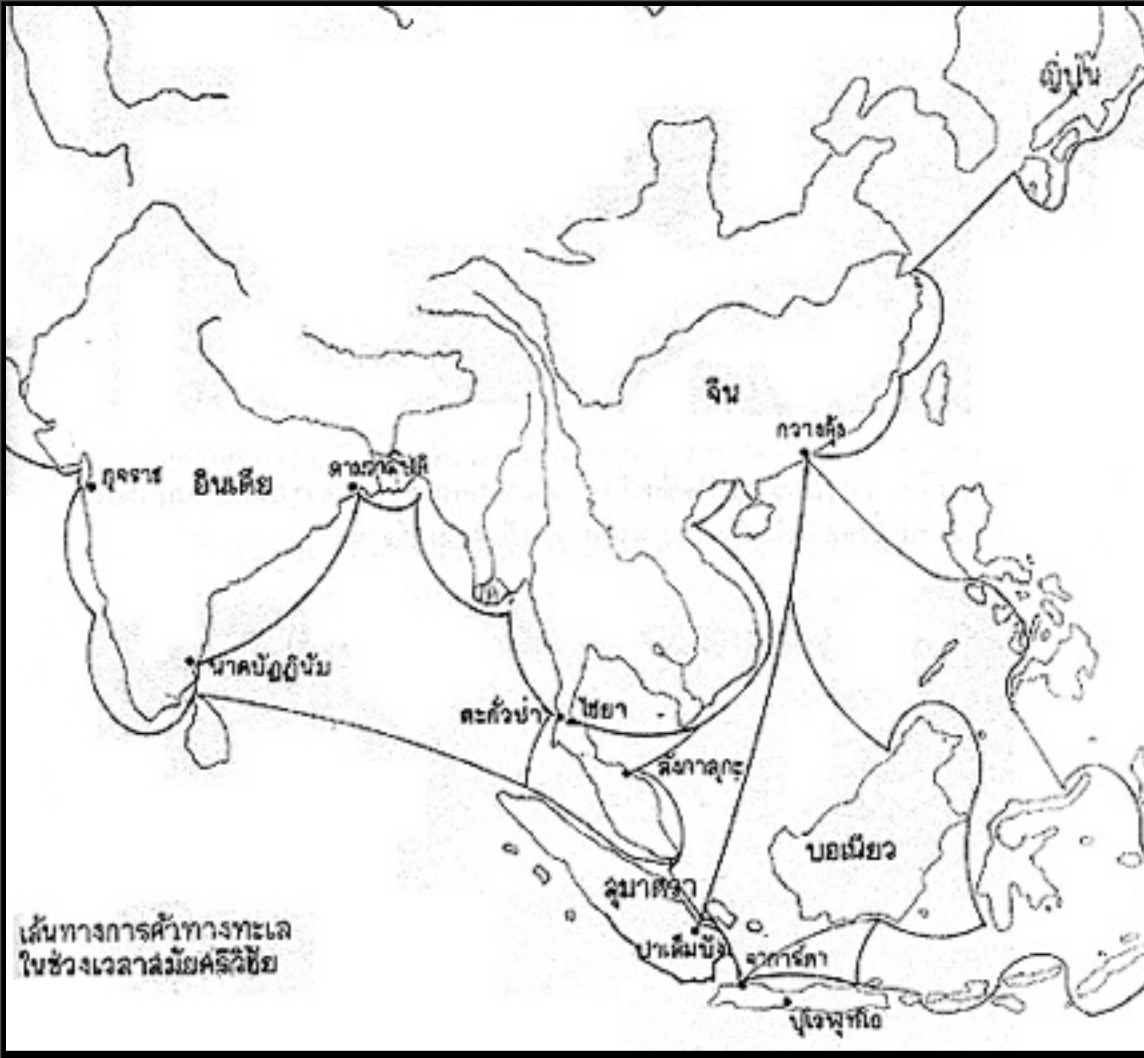 ญี่ปุ่น
จีน
กวางตุ้ง
กุจราช
อินเดีย
นาคปัฏฏินัม
ตะกั่วป่า
ไชยา
ลังกาสุกะ
บอเนียว
สุมาตรา
ปาเล็มบัง
จาการ์ตา
บุโรพุทโธ
เส้นทางการค้าทางทะเล
ในช่วงเวลาสมัยศรีวิชัย